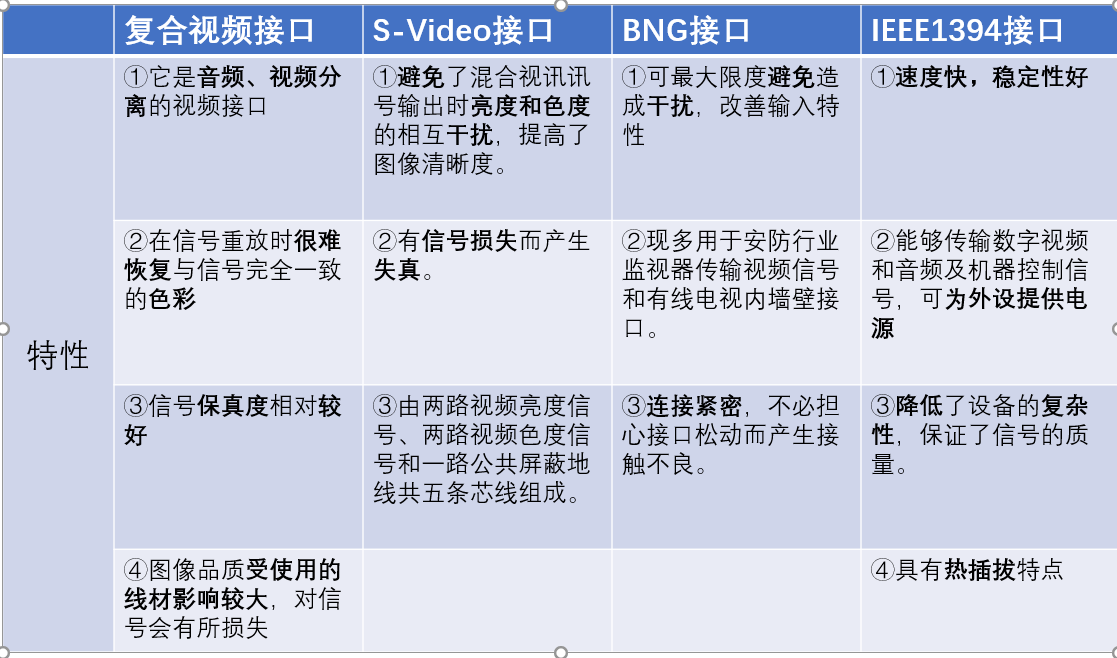 复合视频接口
S-Video接口
BNG接口
IEEE1394接口
特性
①它是音频、视频分
离的视频接口
①避免了混合视讯讯
号输出时亮度和色度
的相互干扰，提高了
图像清晰度。
①可最大限度避免造
成干扰，改善输入特
性
①速度快，稳定性好
②在信号重放时很难
恢复与信号完全一致
的色彩
②有信号损失而产生
失真。
②现多用于安防行业
监视器传输视频信号
和有线电视内墙壁接
口。
②能够传输数字视频
和音频及机器控制信
号，可为外设提供电
源
③信号保真度相对较
好
③由两路视频亮度信
号、两路视频色度信
号和一路公共屏蔽地
线共五条芯线组成。
③连接紧密，不必担
心接口松动而产生接
触不良。
③降低了设备的复杂
性，保证了信号的质
量。
④图像品质受使用的
线材影响较大，对信
号会有所损失
④具有热插拔特点